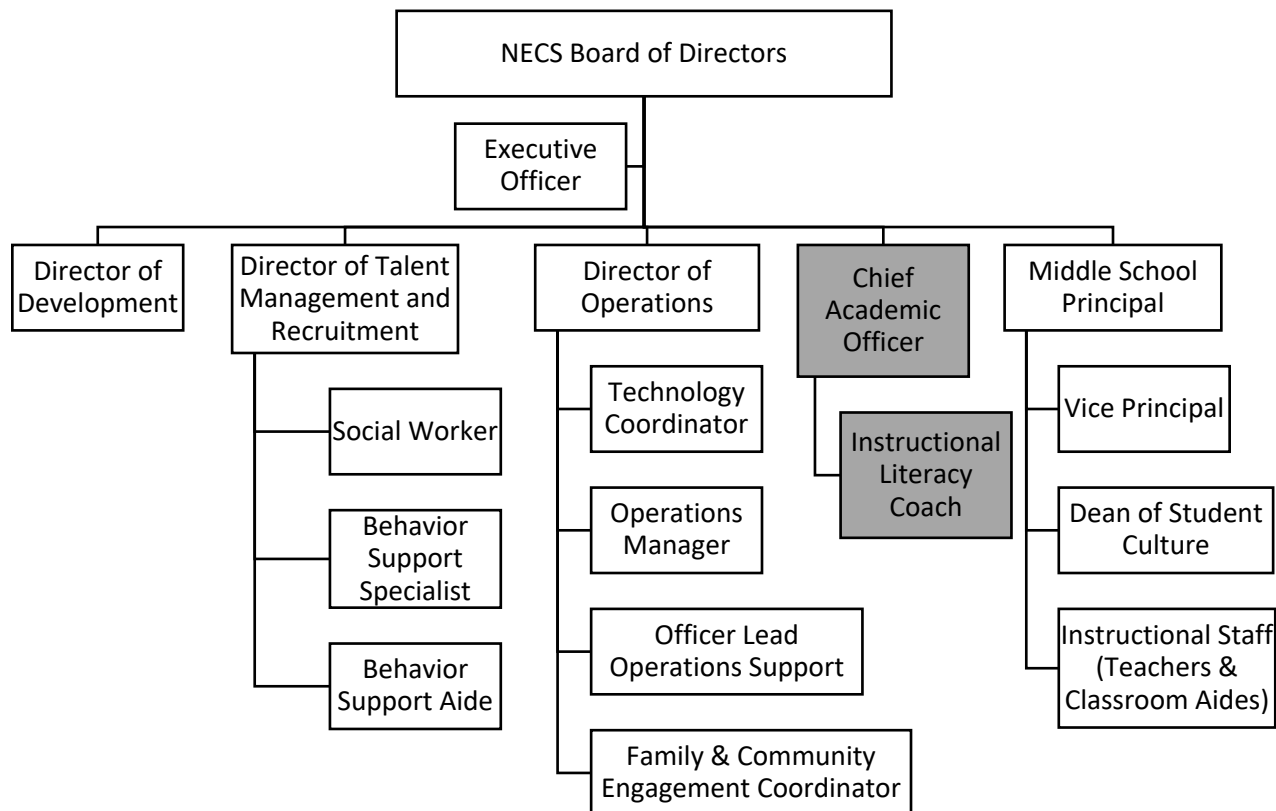 NECS Board of Directors
Executive
Officer
Director of
Development
Director of Talent
Management and
Recruitment
Social Worker
Behavior
Support
Specialist
Behavior
Support Aide
Director of
Operations
Technology
Coordinator
Operations
Manager
Officer Lead
Operations Support
Family & Community
Engagement Coordinator
Chief
Academic
Officer
Instructional
Literacy
Coach
Middle School
Principal
Vice Principal
Dean of Student
Culture
Instructional Staff
(Teachers &
Classroom Aides)